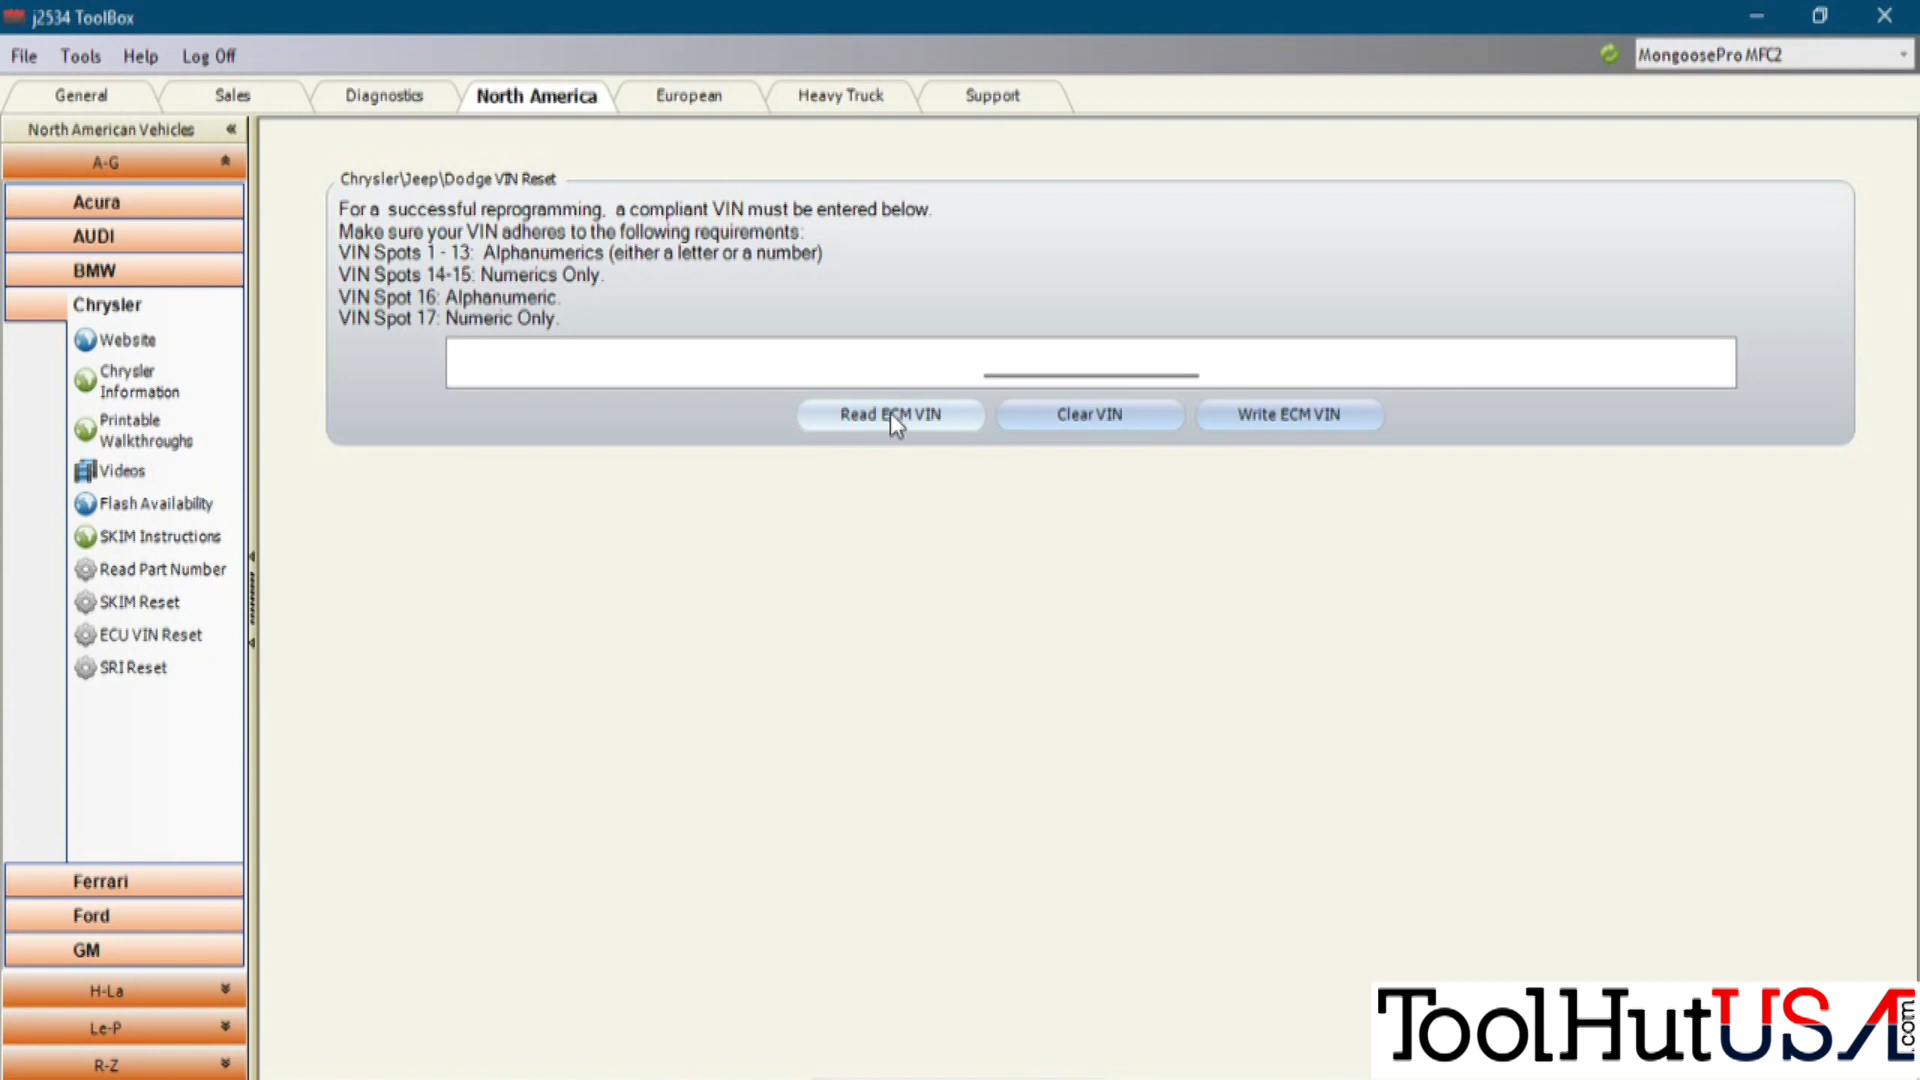 j2534 ToolBox
File Tools Help Log Off
MongoosePro MFC2
General Sales Diagnostics North America European Heavy Truck Support
North American Vehicles
A-G
Acura
AUDI
BMW
Chrysler
Website
Chrysler
Information
Printable
Walkthroughs
Videos
Flash Availability
SKIM Instructions
Read Part Number
SKIM Reset
ECU VIN Reset
SRI Reset
Ferrari
Ford
GM
H-La
Le-P
R-Z
Chrysler\Jeep\Dodge VIN Reset
For a successful reprogramming, a compliant VIN must be entered below.
Make sure your VIN adheres to the following requirements:
VIN Spots 1 - 13: Alphanumerics (either a letter or a number)
VIN Spots 14-15: Numerics Only.
VIN Spot 16: Alphanumeric.
VIN Spot 17: Numeric Only.
Read ECM VIN Clear VIN Write ECM VIN
ToolHutUSA.com